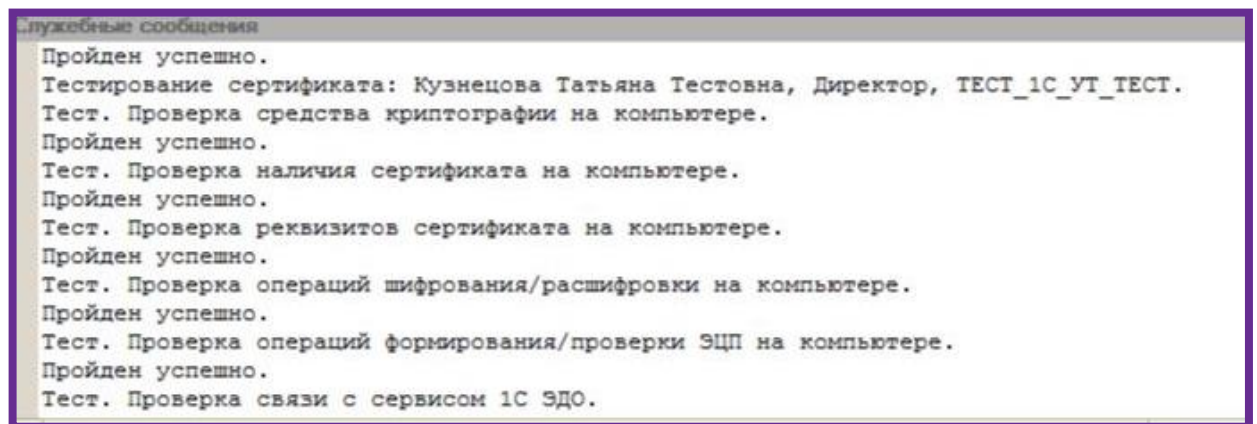 Служебные сообщения
Пройден успешно.
Тестирование сертификата: Кузнецова Татьяна Тестовна, Директор, ТЕСТ_1С_УТ_ТЕСТ.
Тест. Проверка средства криптографии на компьютере.
Пройден успешно.
Тест. Проверка наличия сертификата на компьютере.
Пройден успешно.
Тест. Проверка реквизитов сертификата на компьютере.
Пройден успешно.
Тест. Проверка операций шифрования/расшифровки на компьютере.
Пройден успешно.
Тест. Проверка операций формирования/проверки ЭЦП на компьютере.
Пройден успешно.
Тест. Проверка связи с сервисом 1С ЭДО.